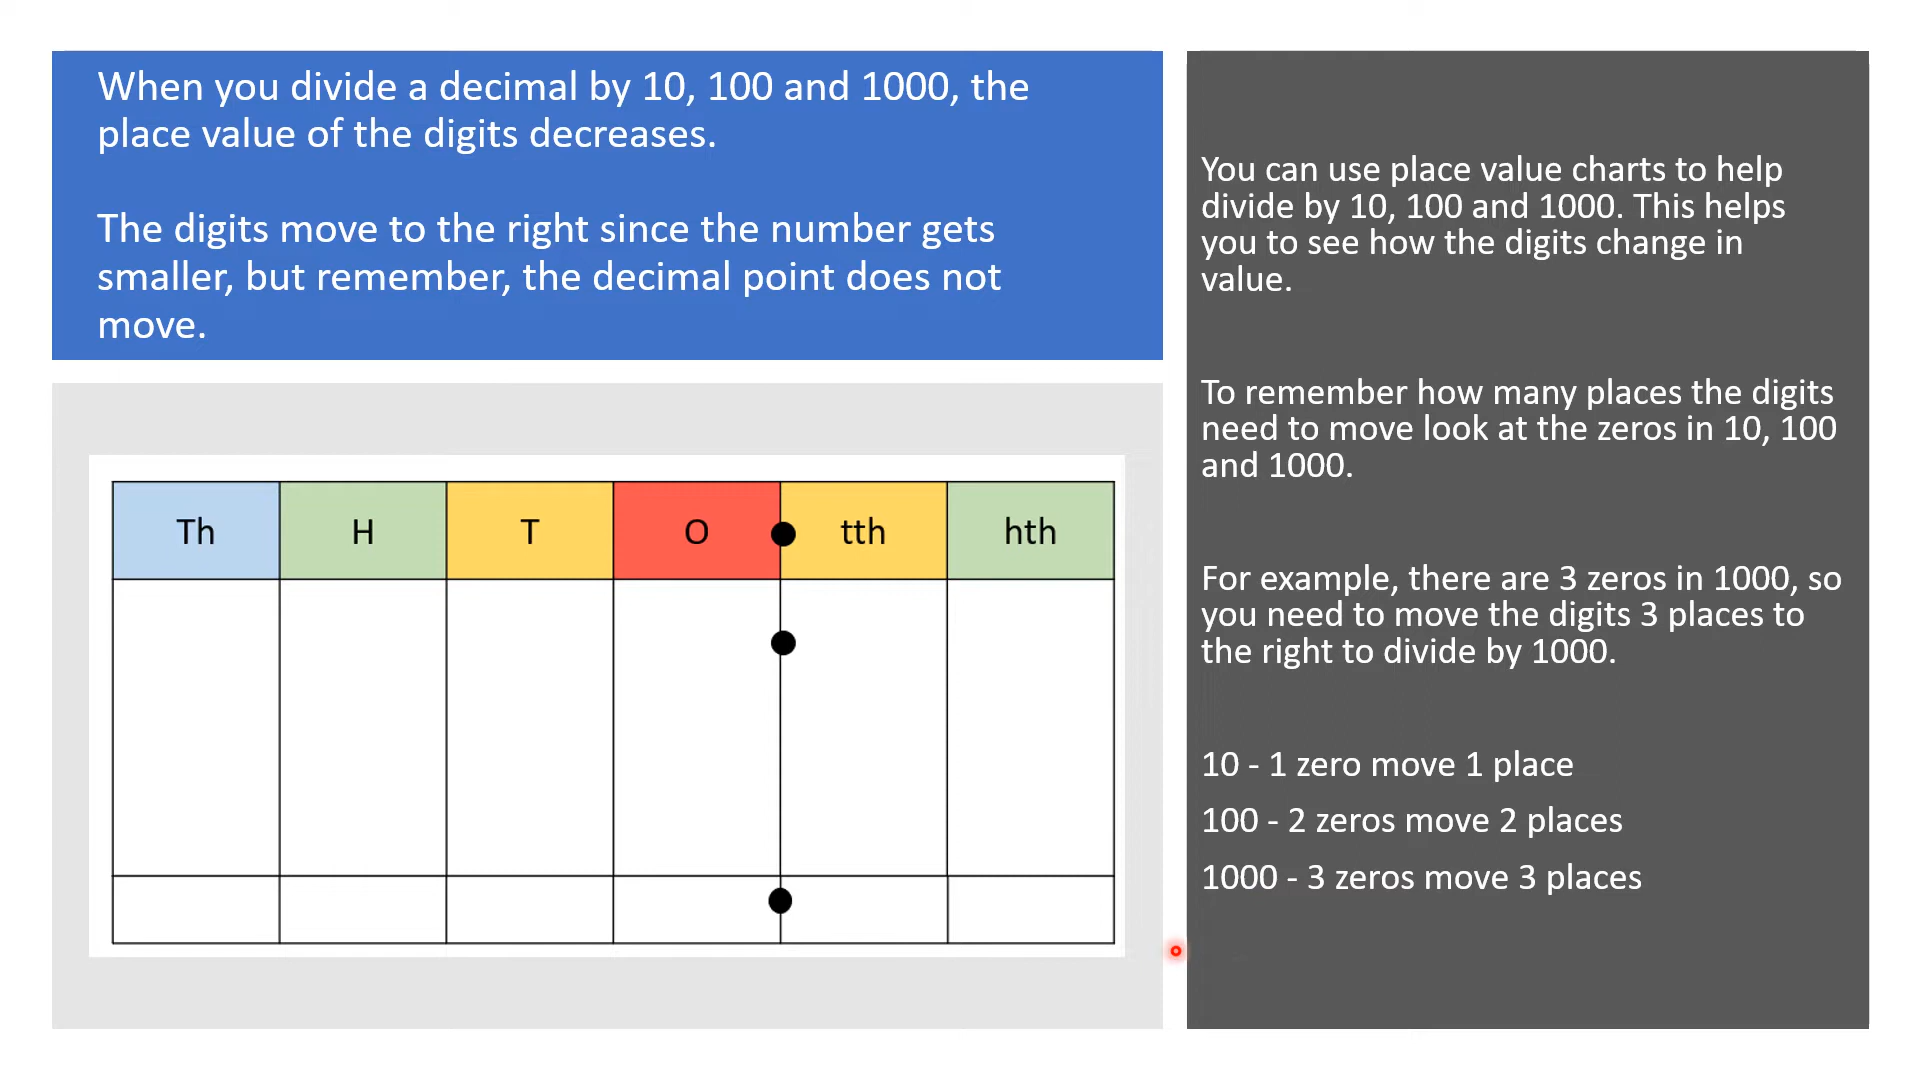 When you divide a decimal by 10, 100 and 1000, the
place value of the digits decreases.
The digits move to the right since the number gets
smaller, but remember, the decimal point does not
move.
Th H T O tth hth
You can use place value charts to help
divide by 10, 100 and 1000. This helps
you to see how the digits change in
value.
To remember how many places the digits
need to move look at the zeros in 10, 100
and 1000.
For example, there are 3 zeros in 1000, so
you need to move the digits 3 places to
the right to divide by 1000.
10 - 1 zero move 1 place
100 - 2 zeros move 2 places
1000 - 3 zeros move 3 places